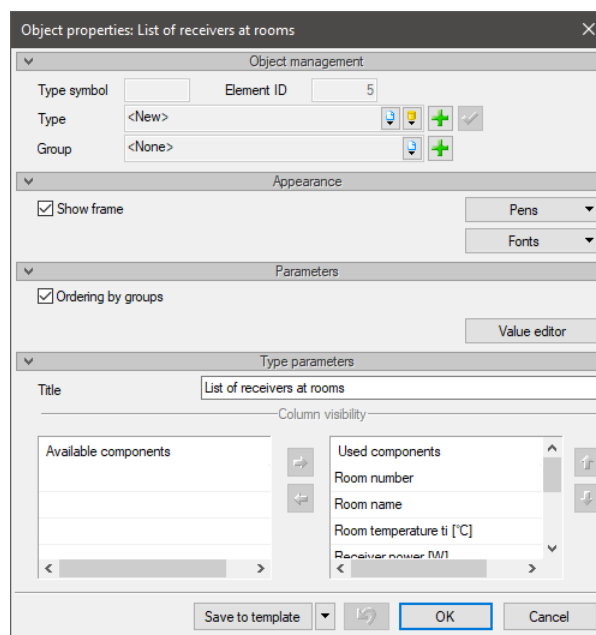 Object properties: List of receivers at rooms
Object management
Type symbol Element ID 5
Type <New>
Group <None>
Appearance
Show frame Pens
Fonts
Parameters
Ordering by groups
Value editor
Type parameters
Title List of receivers at rooms
Column visibility
Available components Used components
Room number
Room name
Room temperature ti [°C]
Receiver power [W]
Save to template OK Cancel